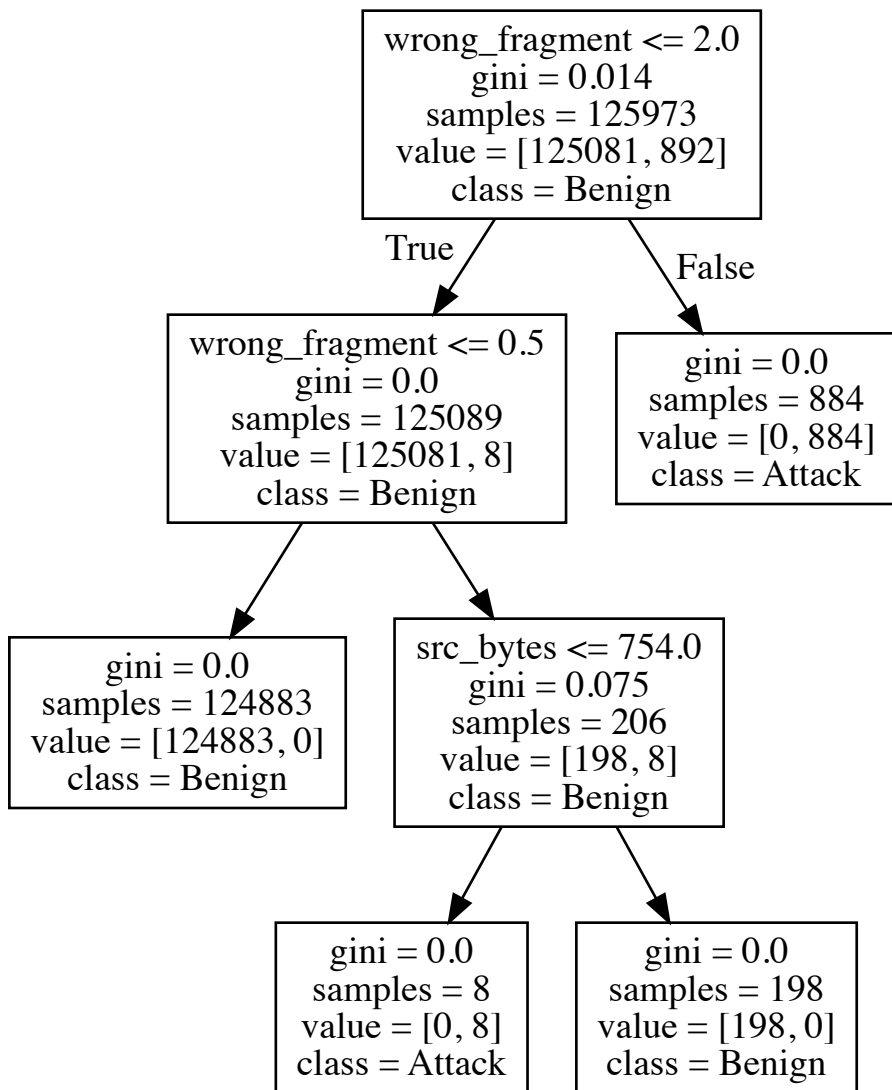 wrong_fragment <= 2.0
gini = 0.014
samples = 125973
value = [125081, 892]
class = Benign
True
False
wrong_fragment <= 0.5
gini = 0.0
samples = 125089
value = [125081, 8]
class = Benign
gini = 0.0
samples = 884
value = [0, 884]
class = Attack
gini = 0.0
samples = 124883
value = [124883, 0]
class = Benign
src_bytes <= 754.0
gini = 0.075
samples = 206
value = [198, 8]
class = Benign
gini = 0.0
samples = 8
value = [0, 8]
class = Attack
gini = 0.0
samples = 198
value = [198, 0]
class = Benign